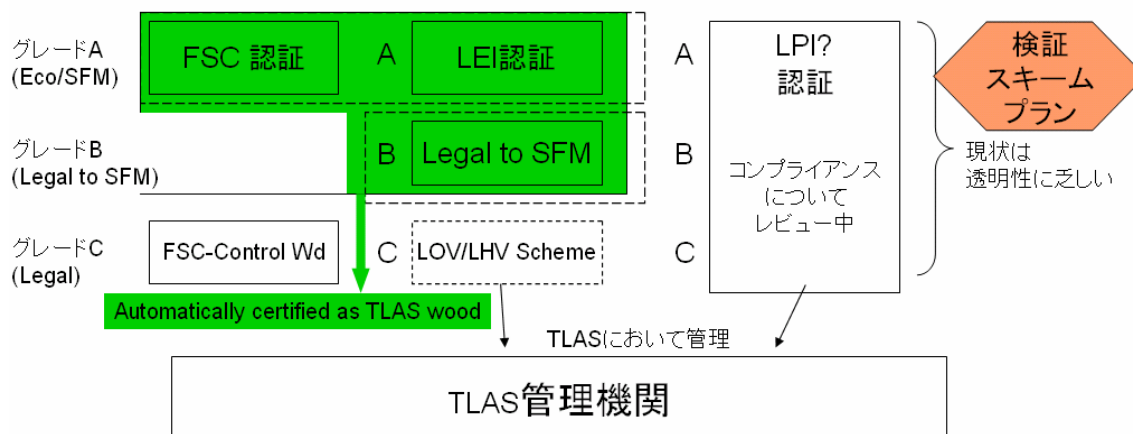 グレードA
(Eco/SFM)
FSC 認証
A
LEI認証
A
LPI?
認証
検証
スキーム
プラン
グレードB
(Legal to SFM)
B
Legal to SFM
B
コンプライアンス
について
レビュー中
現状は
透明性に乏しい
グレードC
(Legal)
FSC-Control Wd
C
LOV/LHV Scheme
C
Automatically certified as TLAS wood
TLASにおいて管理
TLAS管理機関